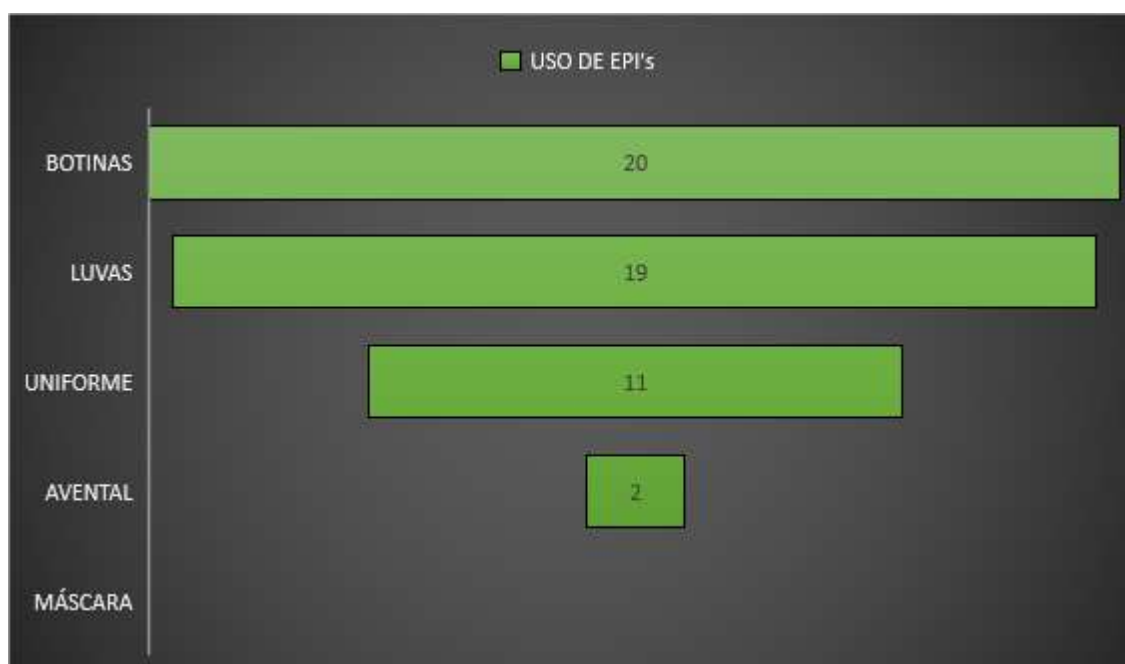 USO DE EPI's
BOTINAS
20
LUVAS
19
UNIFORME
11
AVENTAL
2
MÁSCARA